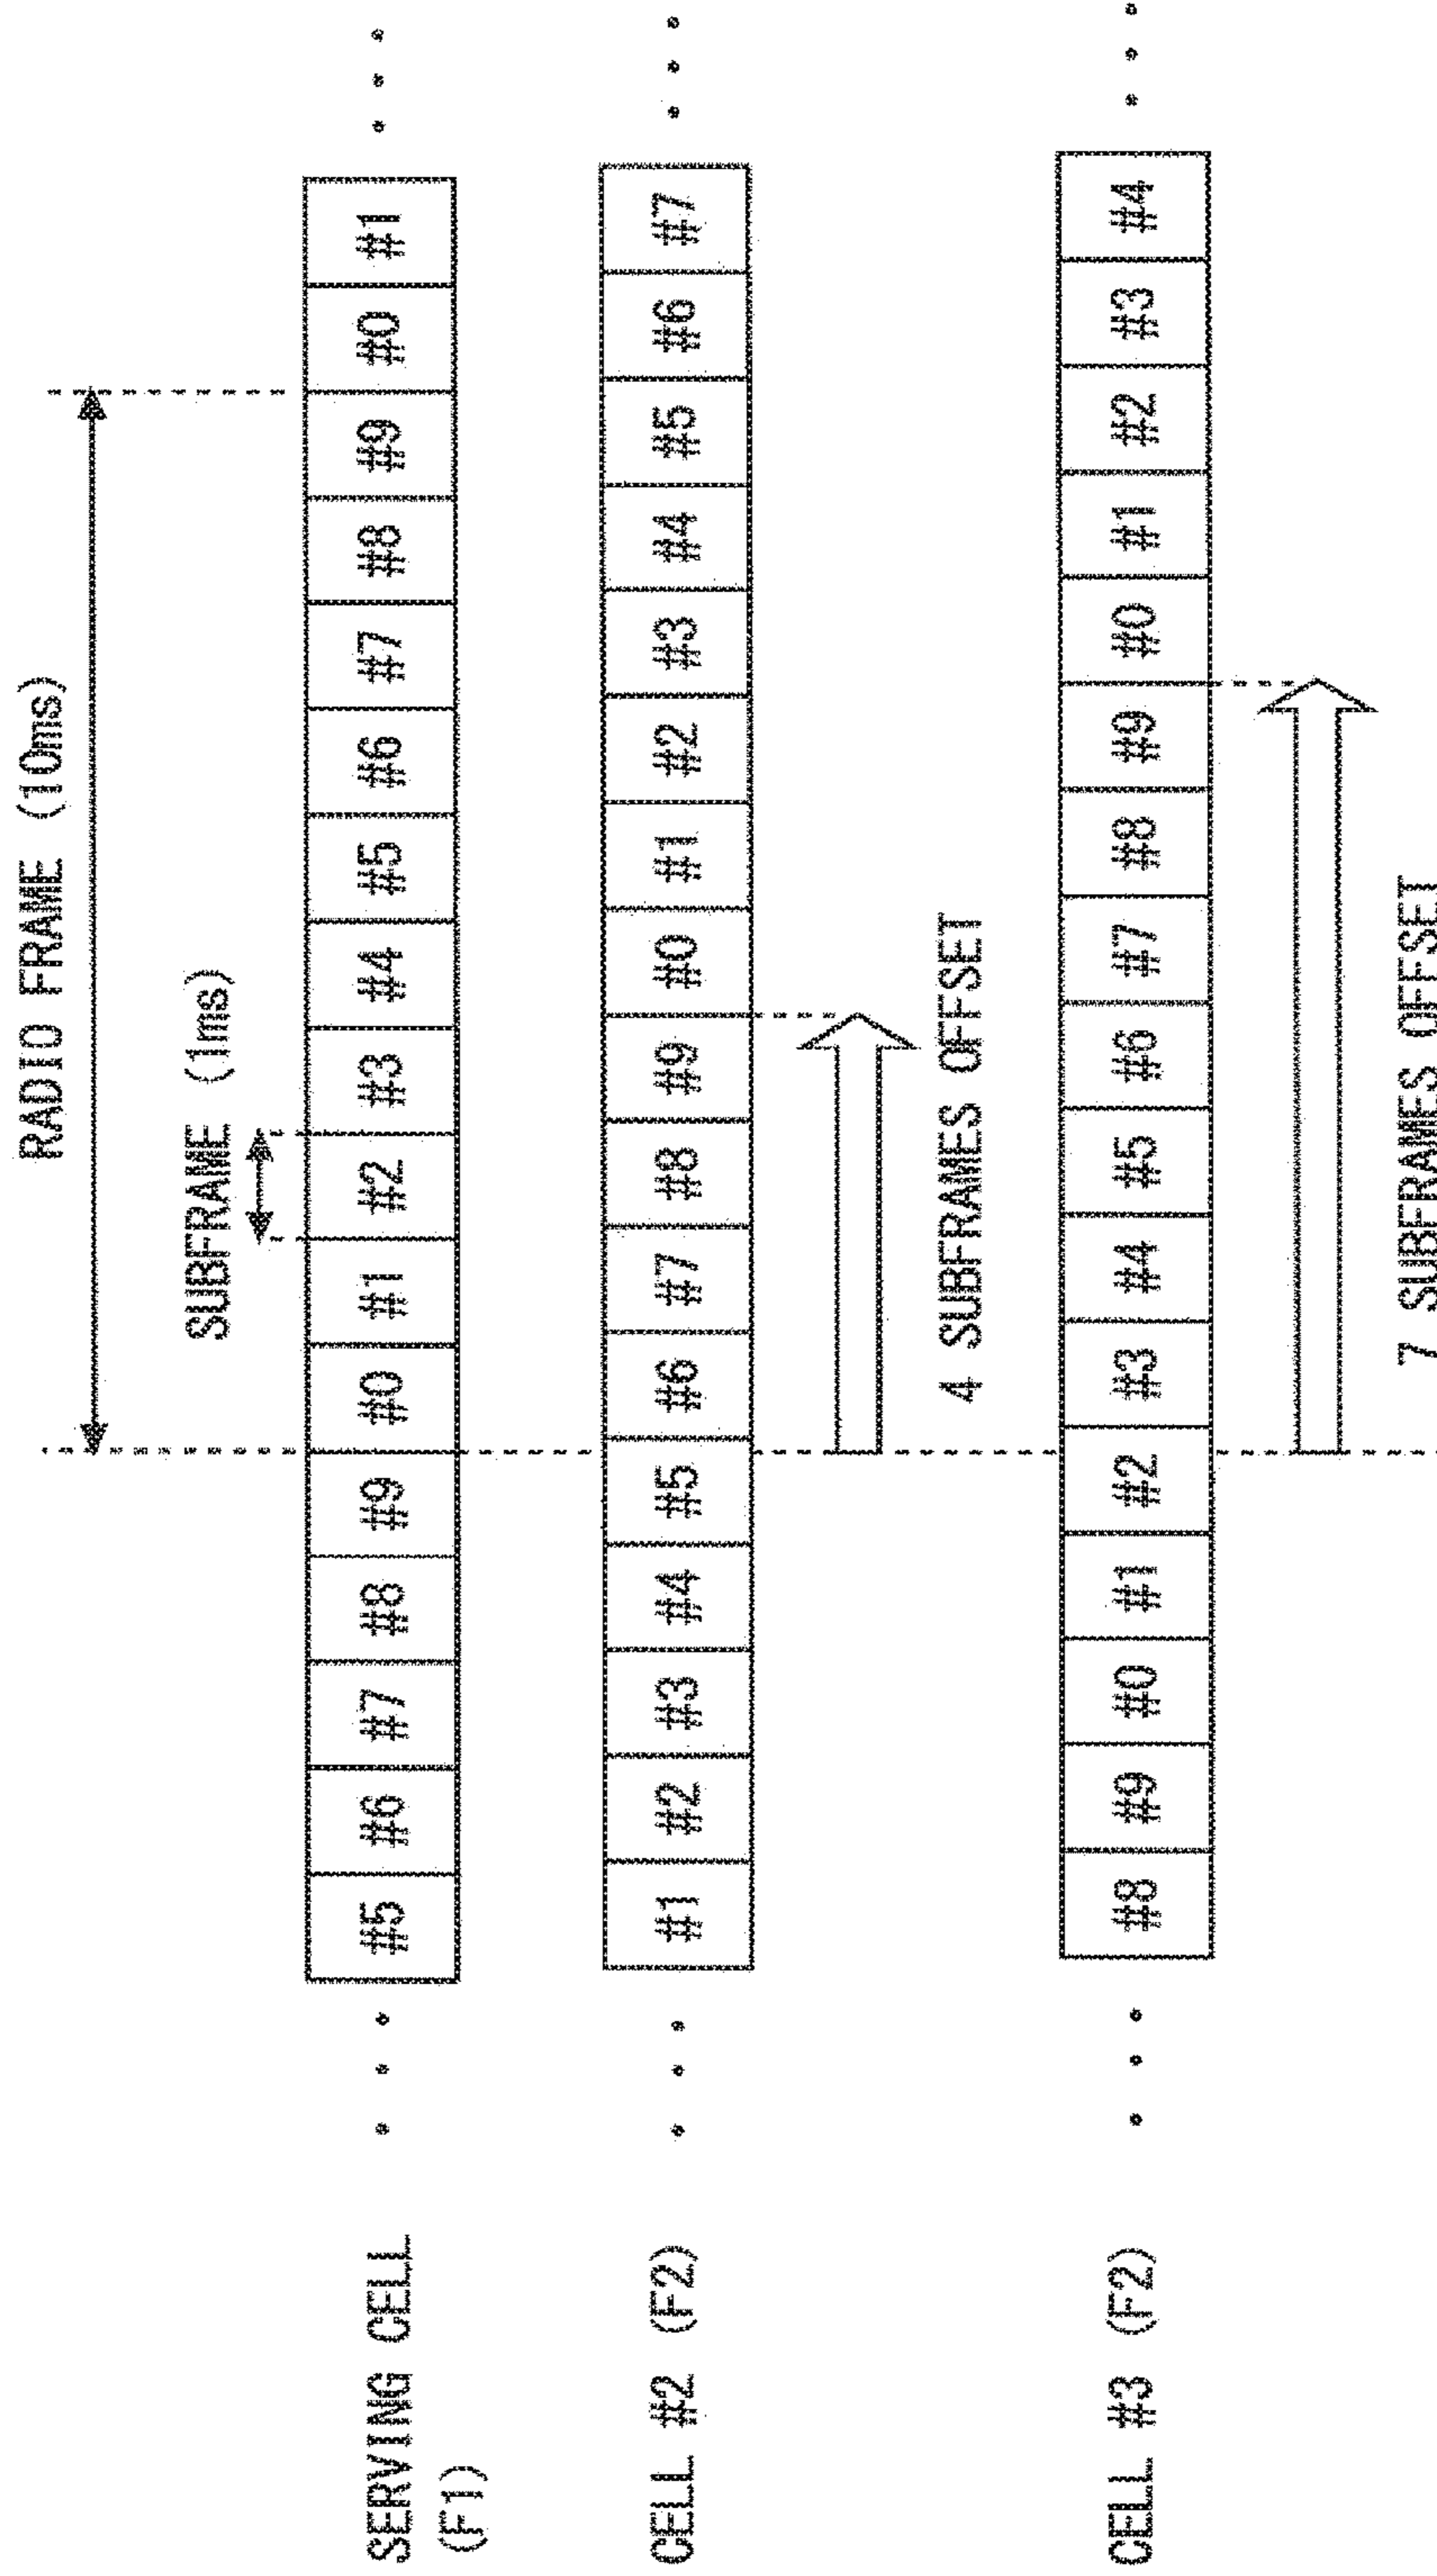 RADIO FRAME (10ms)
SUBFRAME (1ms)
SERVING CELL
(F1)
#5 #6 #7 #8 #9 #0 #1 #2 #3 #4 #5 #6 #7 #8 #9 #0 #1
CELL #2 (F2)
#1 #2 #3 #4 #5 #6 #7 #8 #9 #0 #1 #2 #3 #4 #5 #6 #7
4 SUBFRAMES OFFSET
CELL #3 (F2)
#8 #9 #0 #1 #2 #3 #4 #5 #6 #7 #8 #9 #0 #1 #2 #3 #4
7 SUBFRAMES OFFSET